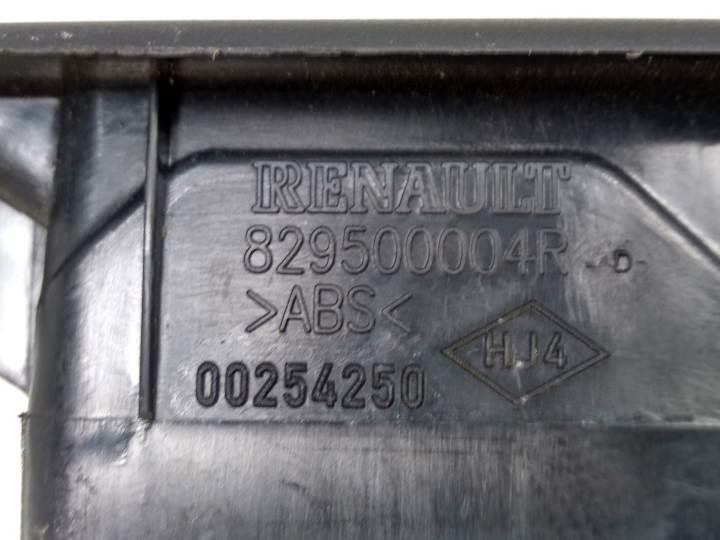 RENAULT
829500004R -D-
>ABS<
HJ4
00254250